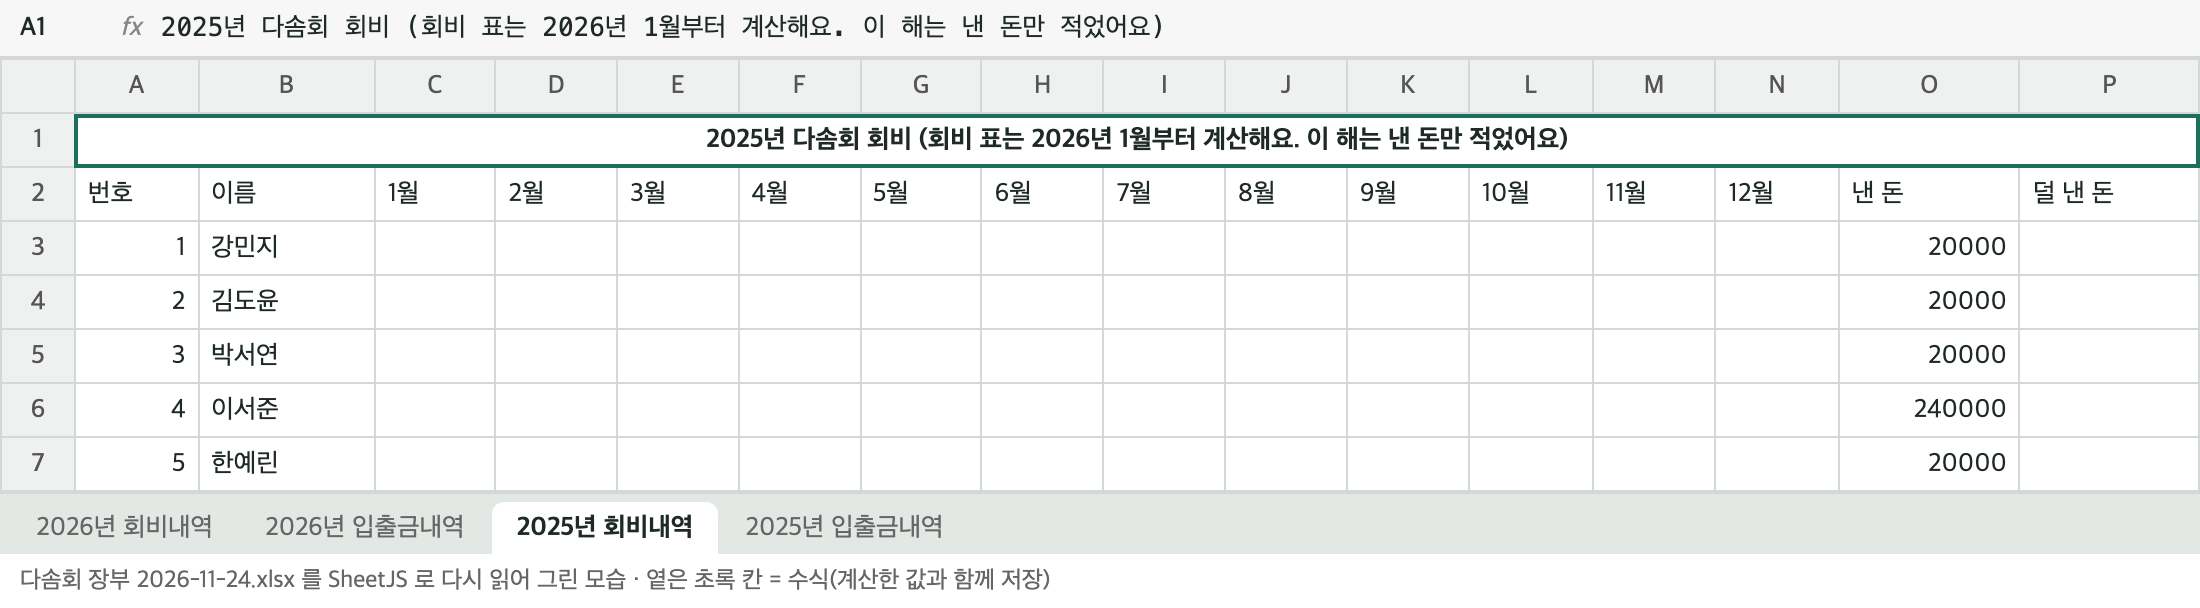 A1 fx 2025년 다솜회 회비 (회비 표는 2026년 1월부터 계산해요. 이 해는 낸 돈만 적었어요)
A B C D E F G H I J K L M N O P
1 2025년 다솜회 회비 (회비 표는 2026년 1월부터 계산해요. 이 해는 낸 돈만 적었어요)
2 번호 이름 1월 2월 3월 4월 5월 6월 7월 8월 9월 10월 11월 12월 낸 돈 덜 낸 돈
3 1 강민지 20000
4 2 김도윤 20000
5 3 박서연 20000
6 4 이서준 240000
7 5 한예린 20000
2026년 회비내역 2026년 입출금내역 2025년 회비내역 2025년 입출금내역
다솜회 장부 2026-11-24.xlsx 를 SheetJS 로 다시 읽어 그린 모습 · 옅은 초록 칸 = 수식(계산한 값과 함께 저장)